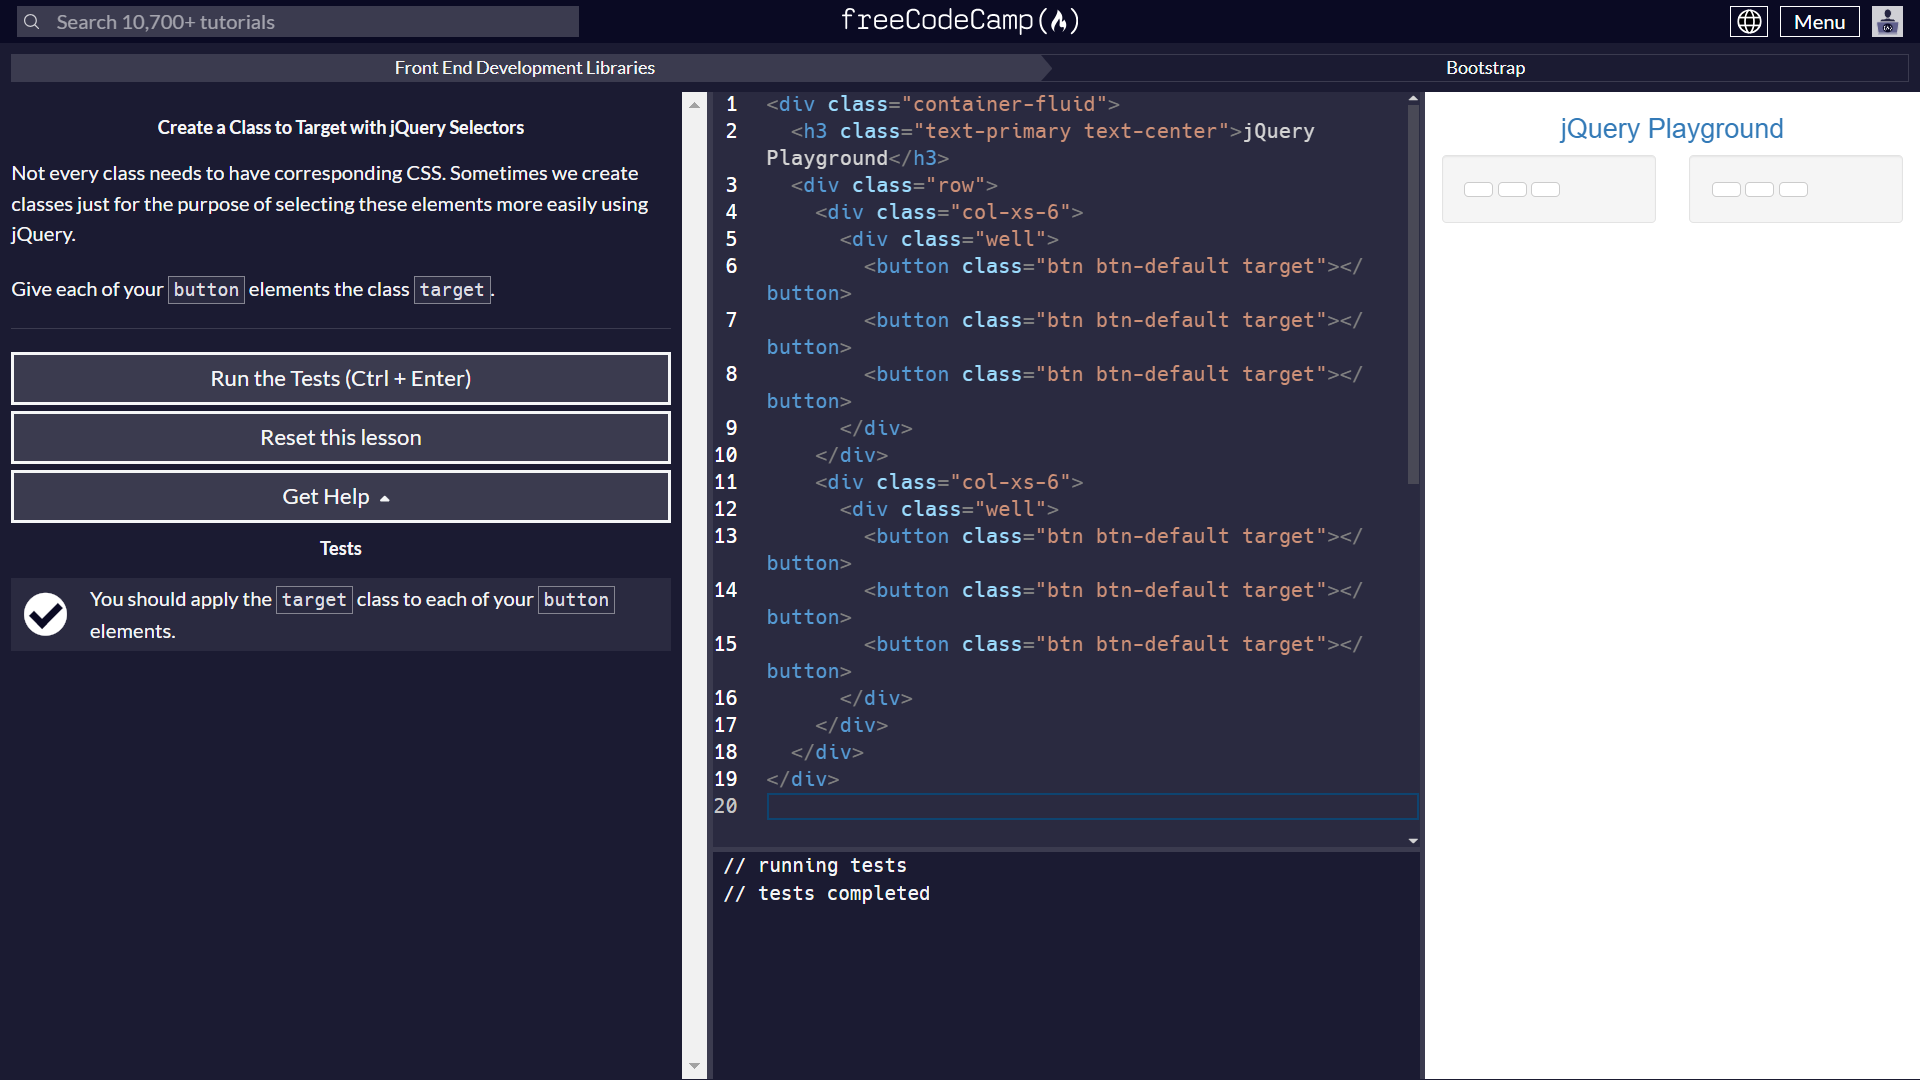 Search 10,700+ tutorials
freeCodeCamp
Menu
Front End Development Libraries
Bootstrap
Create a Class to Target with jQuery Selectors
Not every class needs to have corresponding CSS. Sometimes we create
classes just for the purpose of selecting these elements more easily using
jQuery.
Give each of your button elements the class target.
Run the Tests (Ctrl + Enter)
Reset this lesson
Get Help
Tests
You should apply the target class to each of your button
elements.
1 <div class="container-fluid">
2   <h3 class="text-primary text-center">jQuery
Playground</h3>
3   <div class="row">
4     <div class="col-xs-6">
5       <div class="well">
6         <button class="btn btn-default target"></
button>
7         <button class="btn btn-default target"></
button>
8         <button class="btn btn-default target"></
button>
9       </div>
10     </div>
11     <div class="col-xs-6">
12       <div class="well">
13         <button class="btn btn-default target"></
button>
14         <button class="btn btn-default target"></
button>
15         <button class="btn btn-default target"></
button>
16       </div>
17     </div>
18   </div>
19 </div>
20
// running tests
// tests completed
jQuery Playground